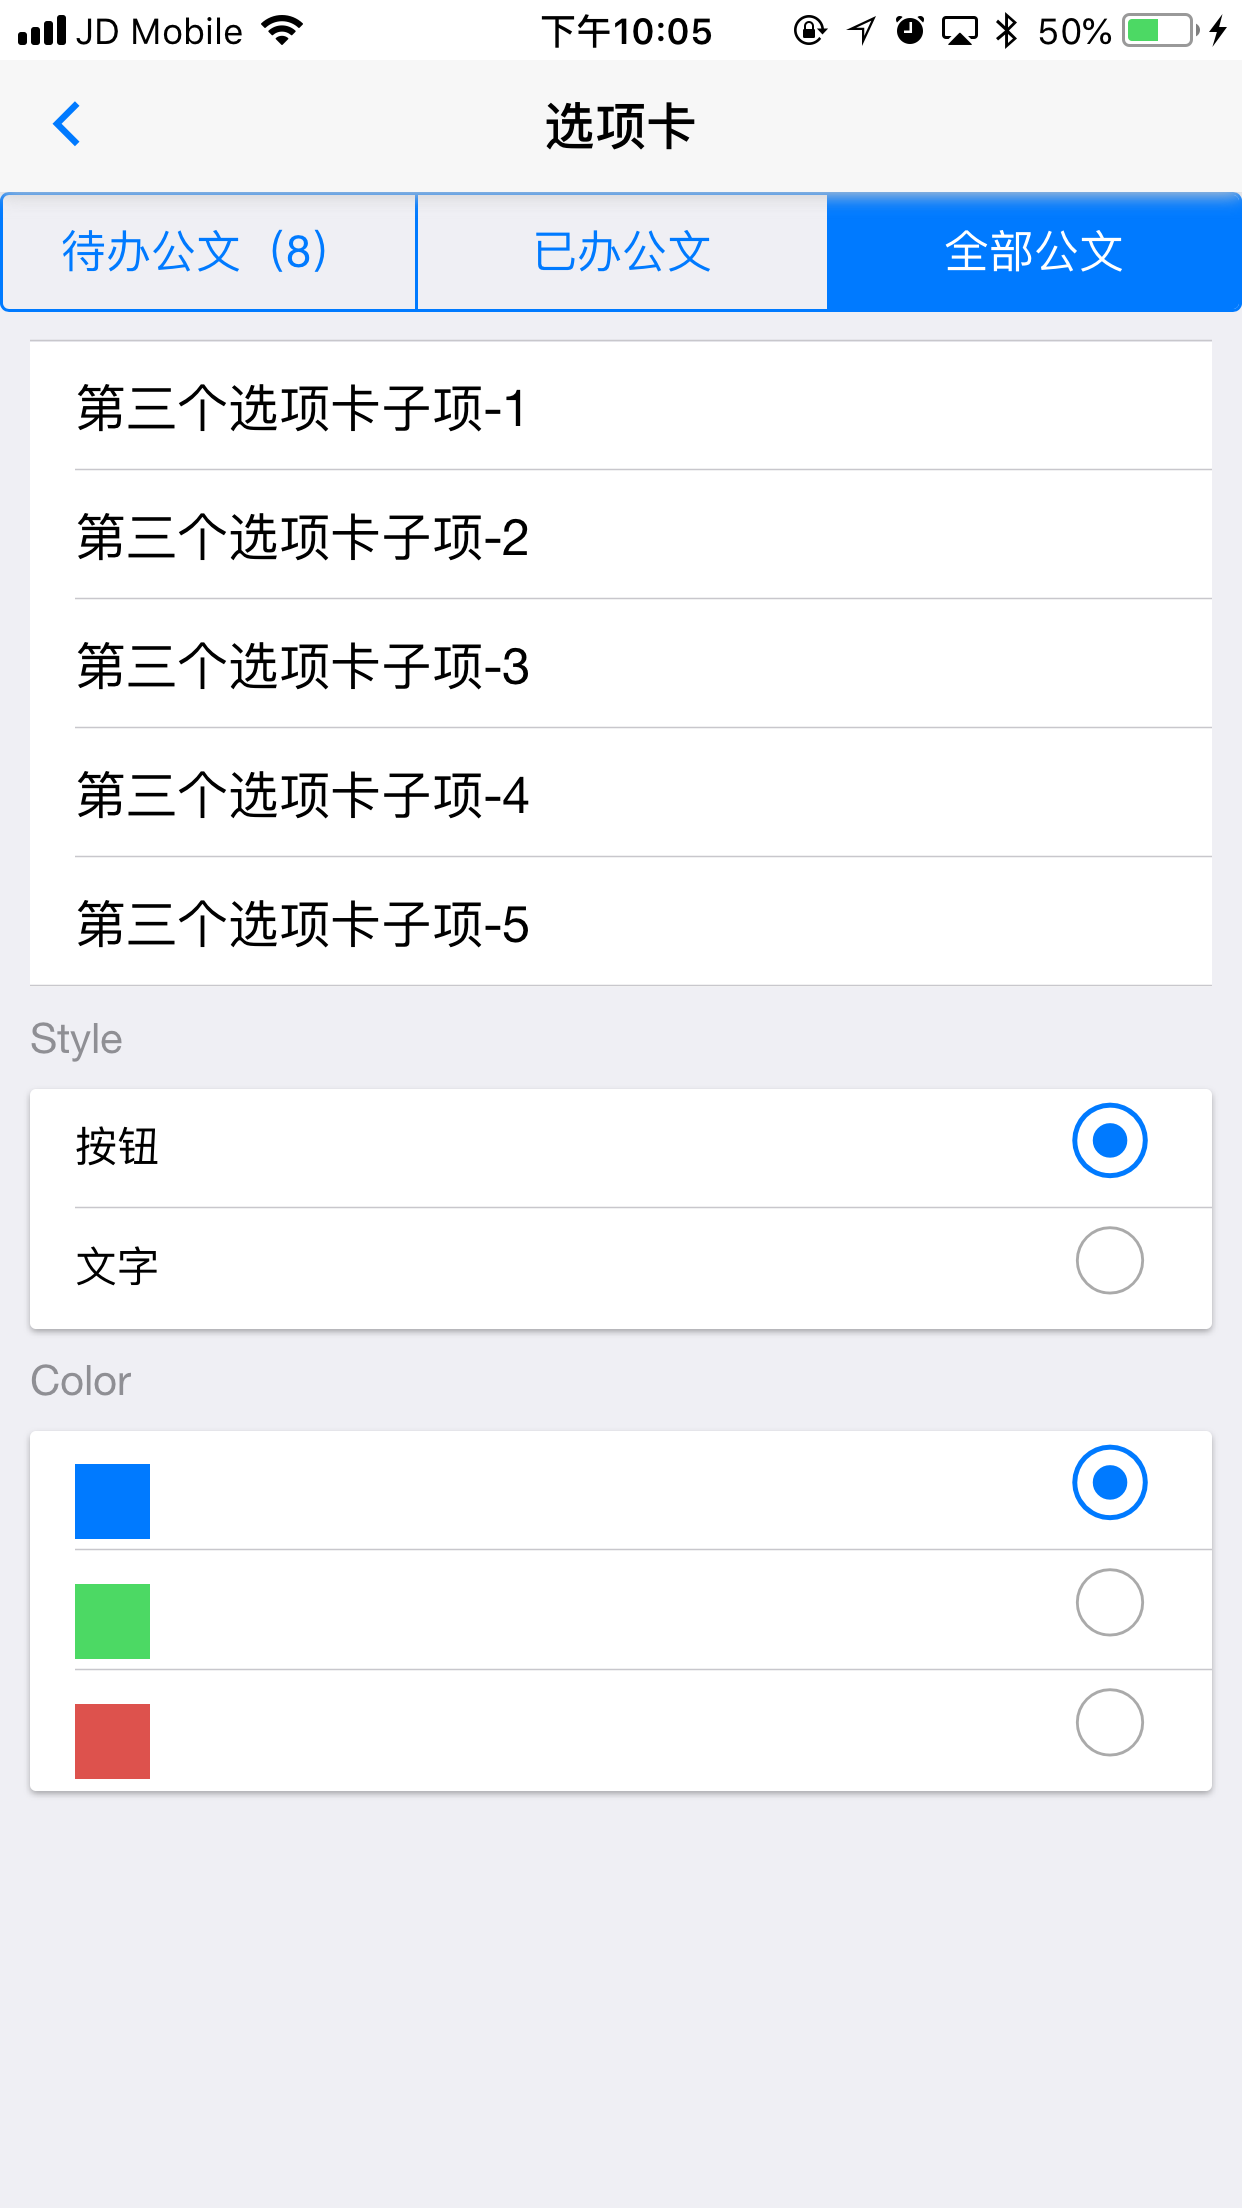 JD Mobile 下午10:05 50%
选项卡
待办公文（8） 已办公文 全部公文
第三个选项卡子项-1
第三个选项卡子项-2
第三个选项卡子项-3
第三个选项卡子项-4
第三个选项卡子项-5
Style
按钮
文字
Color